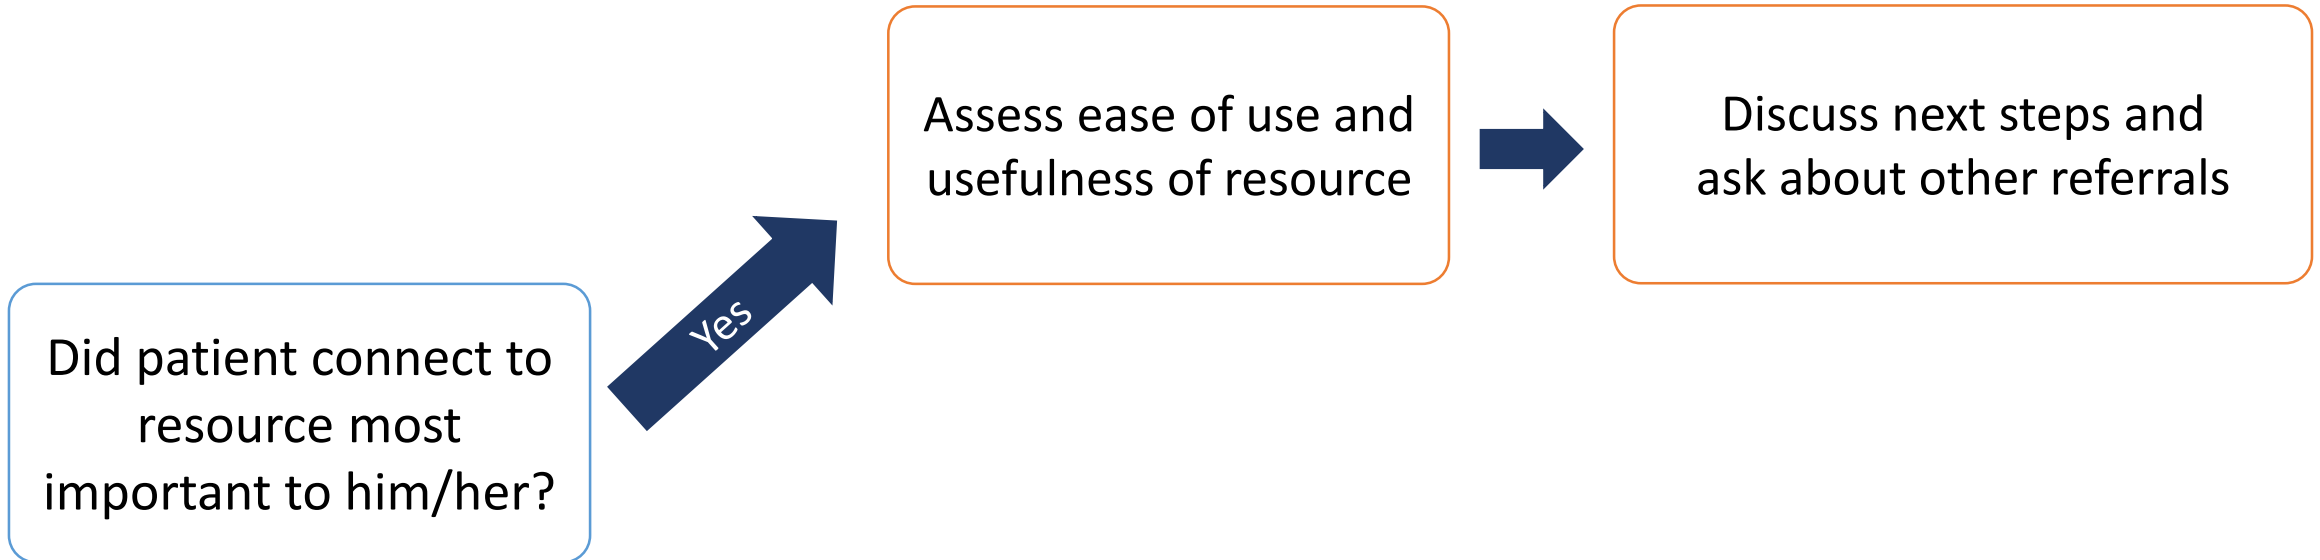 Did patient connect to
resource most
important to him/her?
Yes
Assess ease of use and
usefulness of resource
Discuss next steps and
ask about other referrals